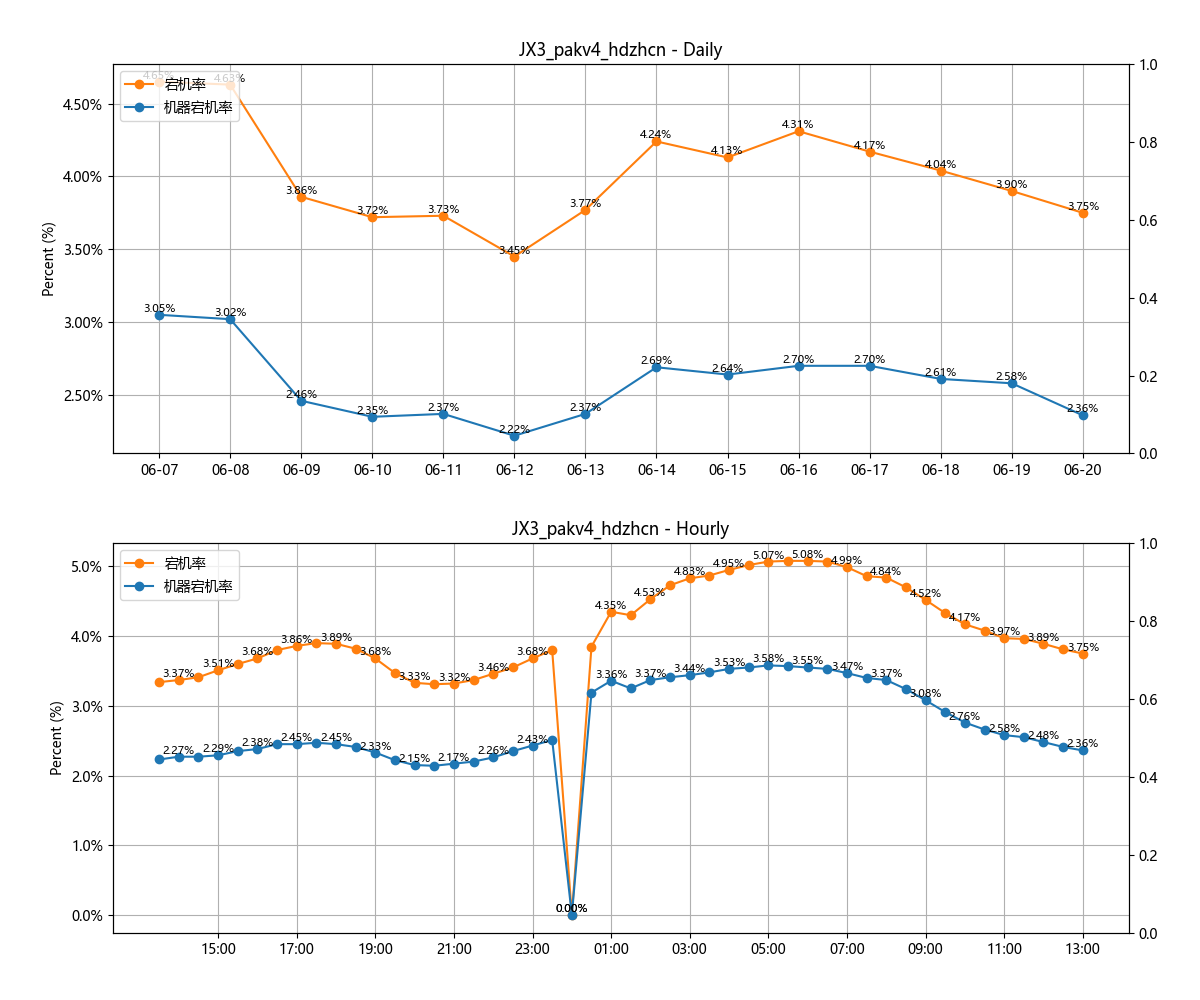 JX3_pakv4_hdzhcn - Daily
宕机率
机器宕机率
Percent (%)
4.50%
4.00%
3.50%
3.00%
2.50%
1.0
0.8
0.6
0.4
0.2
0.0
4.65% 4.63% 3.86% 3.72% 3.73% 3.45% 3.77% 4.24% 4.13% 4.31% 4.17% 4.04% 3.90% 3.75%
3.05% 3.02% 2.46% 2.35% 2.37% 2.22% 2.37% 2.69% 2.64% 2.70% 2.70% 2.61% 2.58% 2.36%
06-07 06-08 06-09 06-10 06-11 06-12 06-13 06-14 06-15 06-16 06-17 06-18 06-19 06-20
JX3_pakv4_hdzhcn - Hourly
宕机率
机器宕机率
Percent (%)
5.0%
4.0%
3.0%
2.0%
1.0%
0.0%
1.0
0.8
0.6
0.4
0.2
0.0
3.37% 3.51% 3.68% 3.86% 3.89% 3.68% 3.33% 3.32% 3.46% 3.68% 0.00% 4.35% 4.53% 4.83% 4.95% 5.07% 5.08% 4.99% 4.84% 4.52% 4.17% 3.97% 3.89% 3.75%
2.27% 2.29% 2.38% 2.45% 2.45% 2.33% 2.15% 2.17% 2.26% 2.43% 0.00% 3.36% 3.37% 3.44% 3.53% 3.58% 3.55% 3.47% 3.37% 3.08% 2.76% 2.58% 2.48% 2.36%
15:00 17:00 19:00 21:00 23:00 01:00 03:00 05:00 07:00 09:00 11:00 13:00